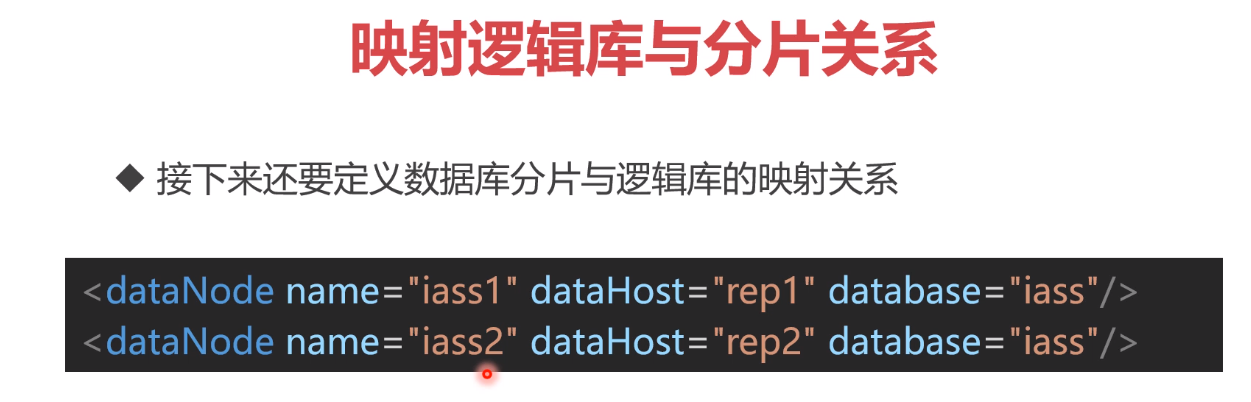 映射逻辑库与分片关系
◆ 接下来还要定义数据库分片与逻辑库的映射关系
<dataNode name="iass1" dataHost="rep1" database="iass"/>
<dataNode name="iass2" dataHost="rep2" database="iass"/>